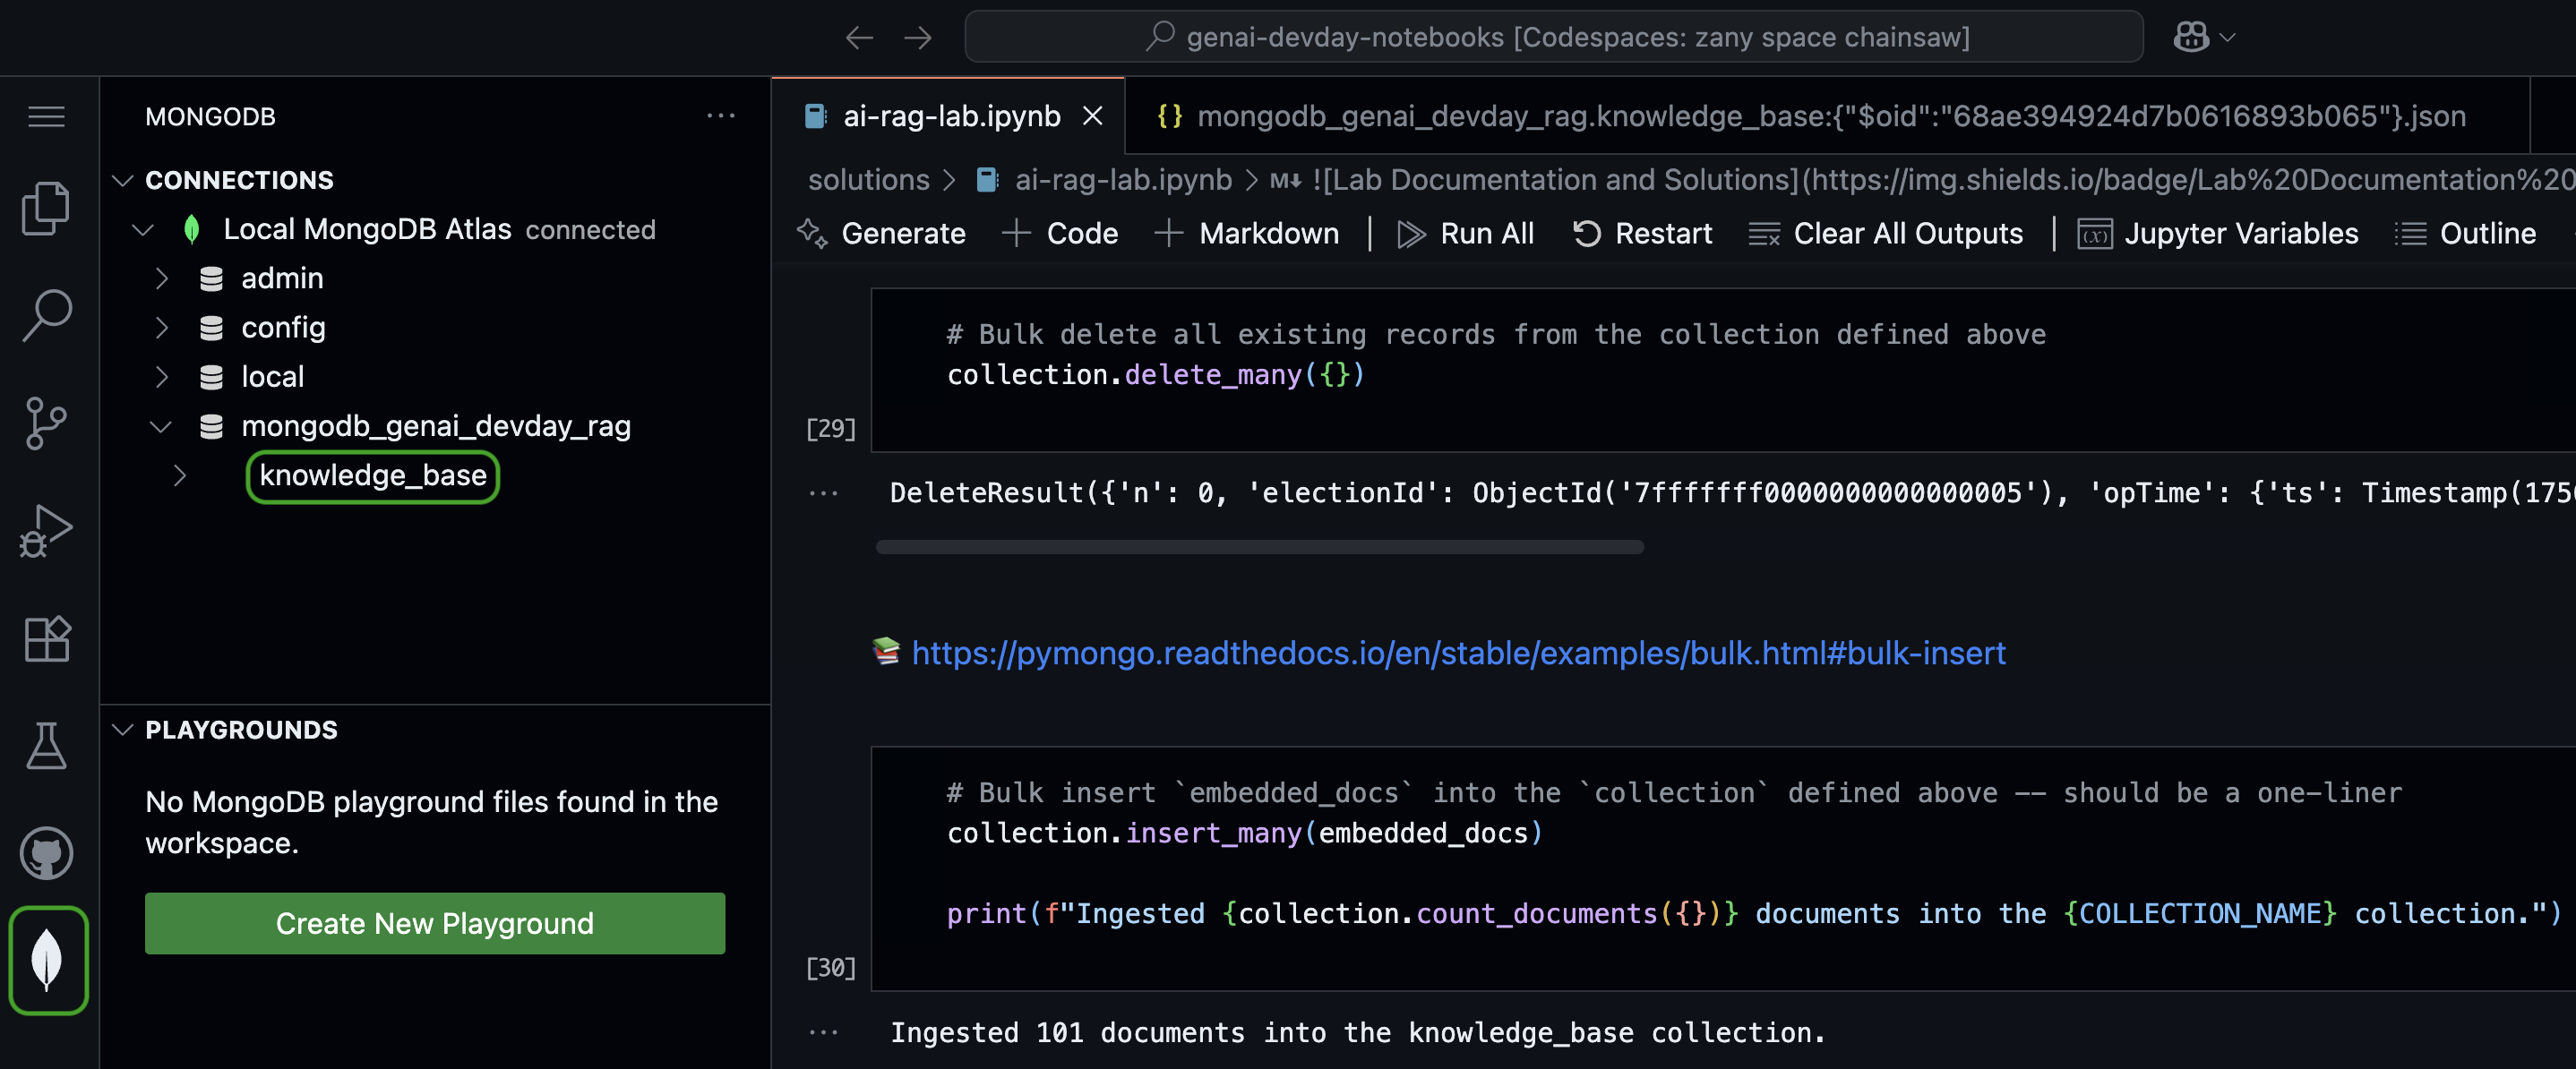 genai-devday-notebooks [Codespaces: zany space chainsaw]
MONGODB
CONNECTIONS
Local MongoDB Atlas connected
admin
config
local
mongodb_genai_devday_rag
knowledge_base
PLAYGROUNDS
No MongoDB playground files found in the
workspace.
Create New Playground
ai-rag-lab.ipynb
{} mongodb_genai_devday_rag.knowledge_base:{"$oid":"68ae394924d7b0616893b065"}.json
solutions > ai-rag-lab.ipynb > M↓ ![Lab Documentation and Solutions](https://img.shields.io/badge/Lab%20Documentation%20
Generate + Code + Markdown | Run All Restart Clear All Outputs | (x) Jupyter Variables Outline
# Bulk delete all existing records from the collection defined above
collection.delete_many({})
[29]
... DeleteResult({'n': 0, 'electionId': ObjectId('7fffffff0000000000000005'), 'opTime': {'ts': Timestamp(175
https://pymongo.readthedocs.io/en/stable/examples/bulk.html#bulk-insert
# Bulk insert `embedded_docs` into the `collection` defined above -- should be a one-liner
collection.insert_many(embedded_docs)
print(f"Ingested {collection.count_documents({})} documents into the {COLLECTION_NAME} collection.")
[30]
... Ingested 101 documents into the knowledge_base collection.